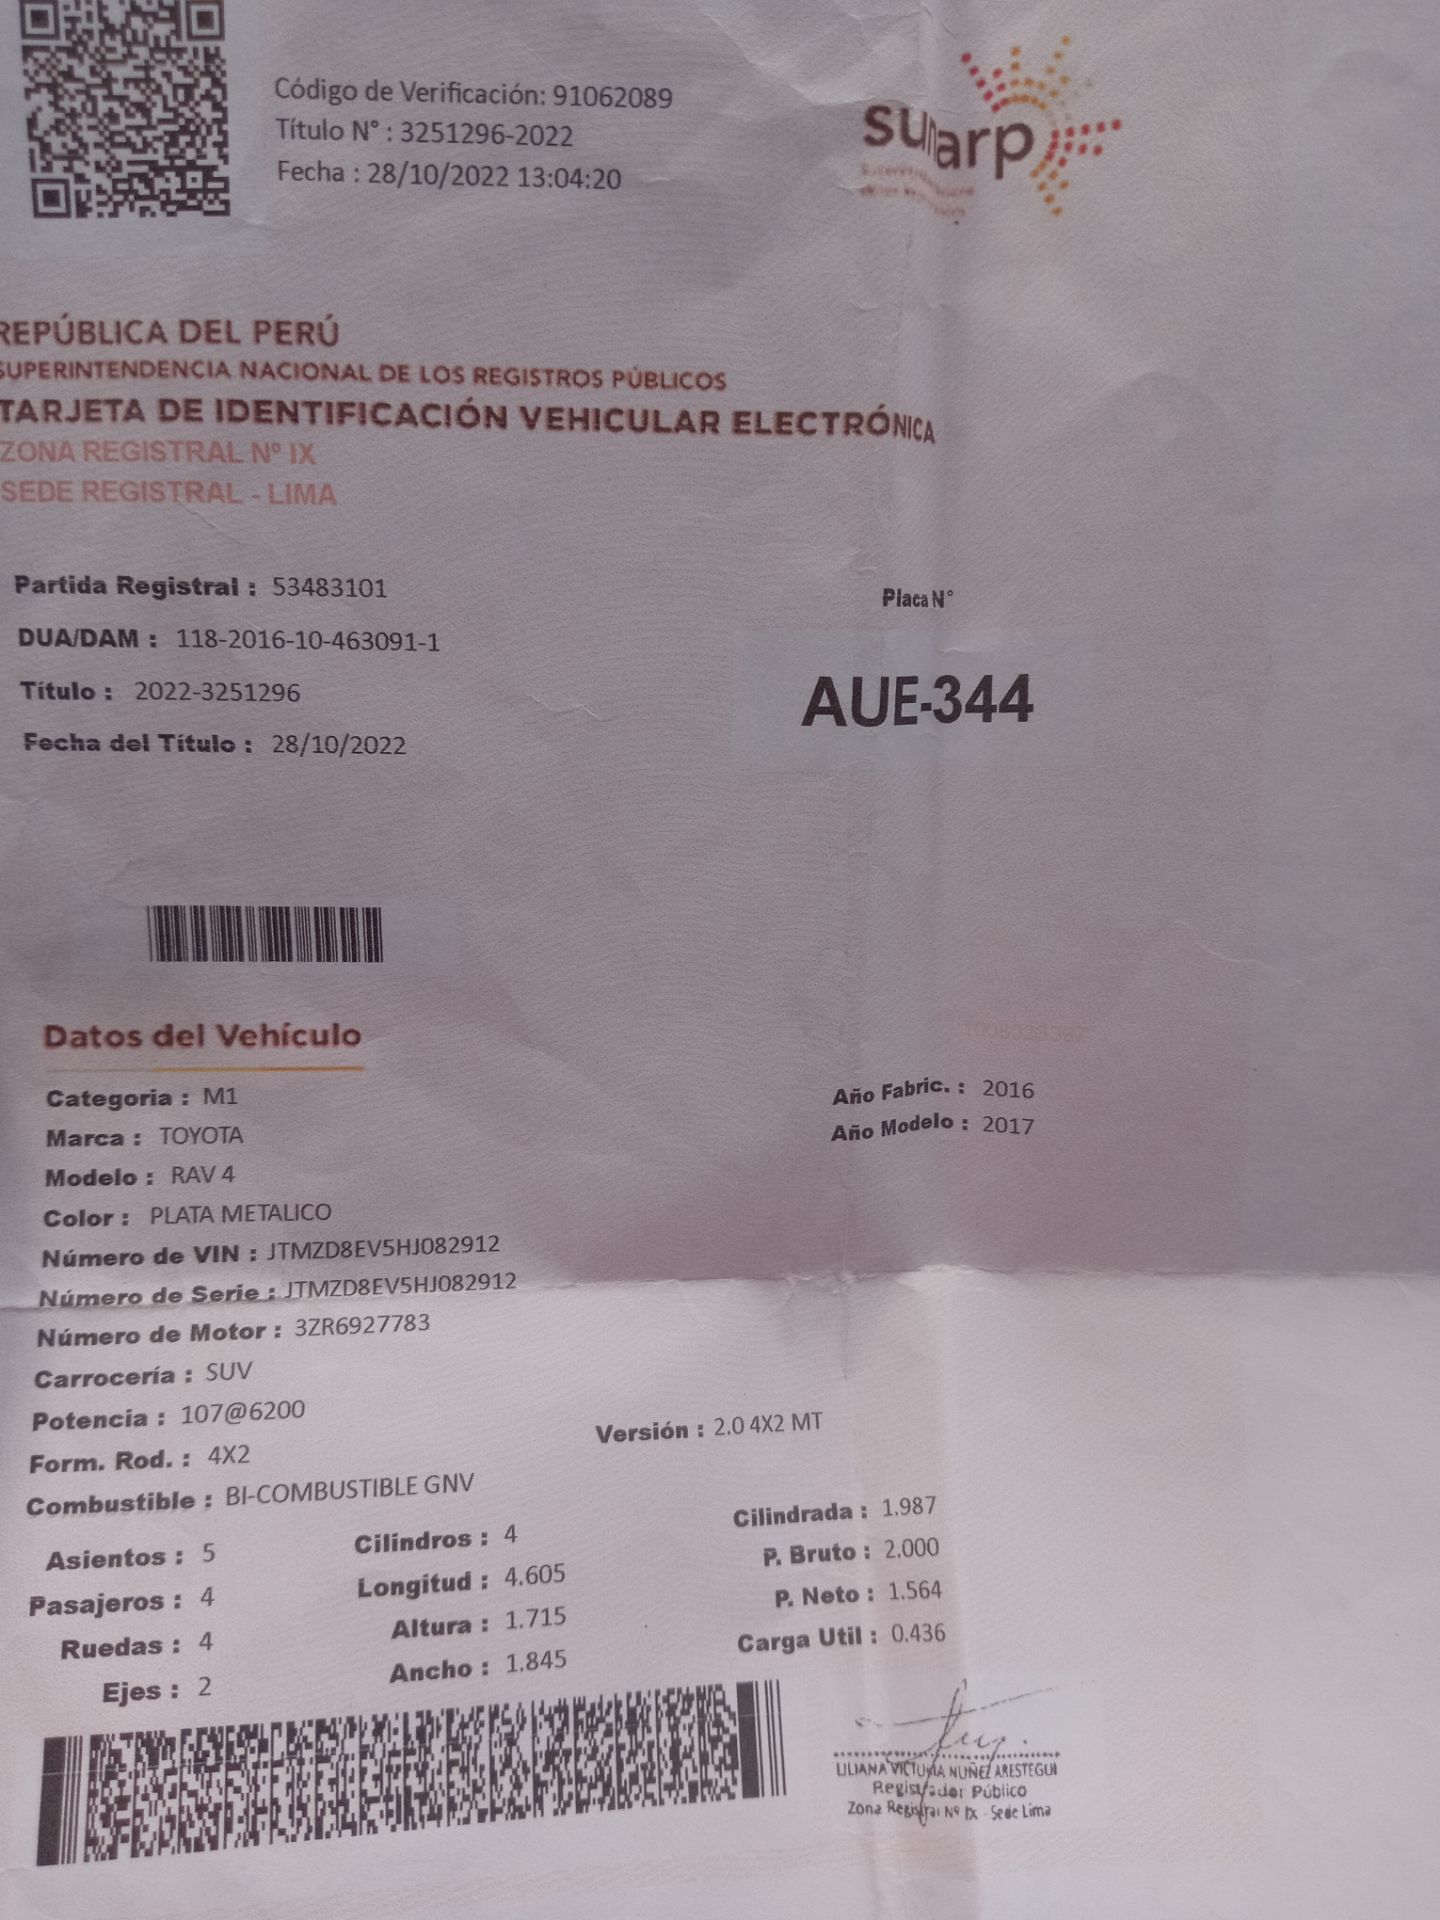 Código de Verificación: 91062089
Título N° : 3251296-2022
Fecha : 28/10/2022 13:04:20
sunarp
REPÚBLICA DEL PERÚ
SUPERINTENDENCIA NACIONAL DE LOS REGISTROS PÚBLICOS
TARJETA DE IDENTIFICACIÓN VEHICULAR ELECTRÓNICA
ZONA REGISTRAL Nº IX
SEDE REGISTRAL - LIMA
Partida Registral : 53483101
DUA/DAM : 118-2016-10-463091-1
Título : 2022-3251296
Fecha del Título : 28/10/2022
Placa N°
AUE-344
Datos del Vehículo
Categoria : M1
Marca : TOYOTA
Modelo : RAV 4
Color : PLATA METALICO
Número de VIN : JTMZD8EV5HJ082912
Número de Serie : JTMZD8EV5HJ082912
Número de Motor : 3ZR6927783
Carrocería : SUV
Potencia : 107@6200
Form. Rod. : 4X2
Combustible : BI-COMBUSTIBLE GNV
Año Fabric. : 2016
Año Modelo : 2017
Versión : 2.0 4X2 MT
Asientos : 5
Pasajeros : 4
Ruedas : 4
Ejes : 2
Cilindros : 4
Longitud : 4.605
Altura : 1.715
Ancho : 1.845
Cilindrada : 1.987
P. Bruto : 2.000
P. Neto : 1.564
Carga Util : 0.436
LILIANA VICTORIA NUÑEZ ARESTEGUI
Registrador Público
Zona Registral Nº IX - Sede Lima